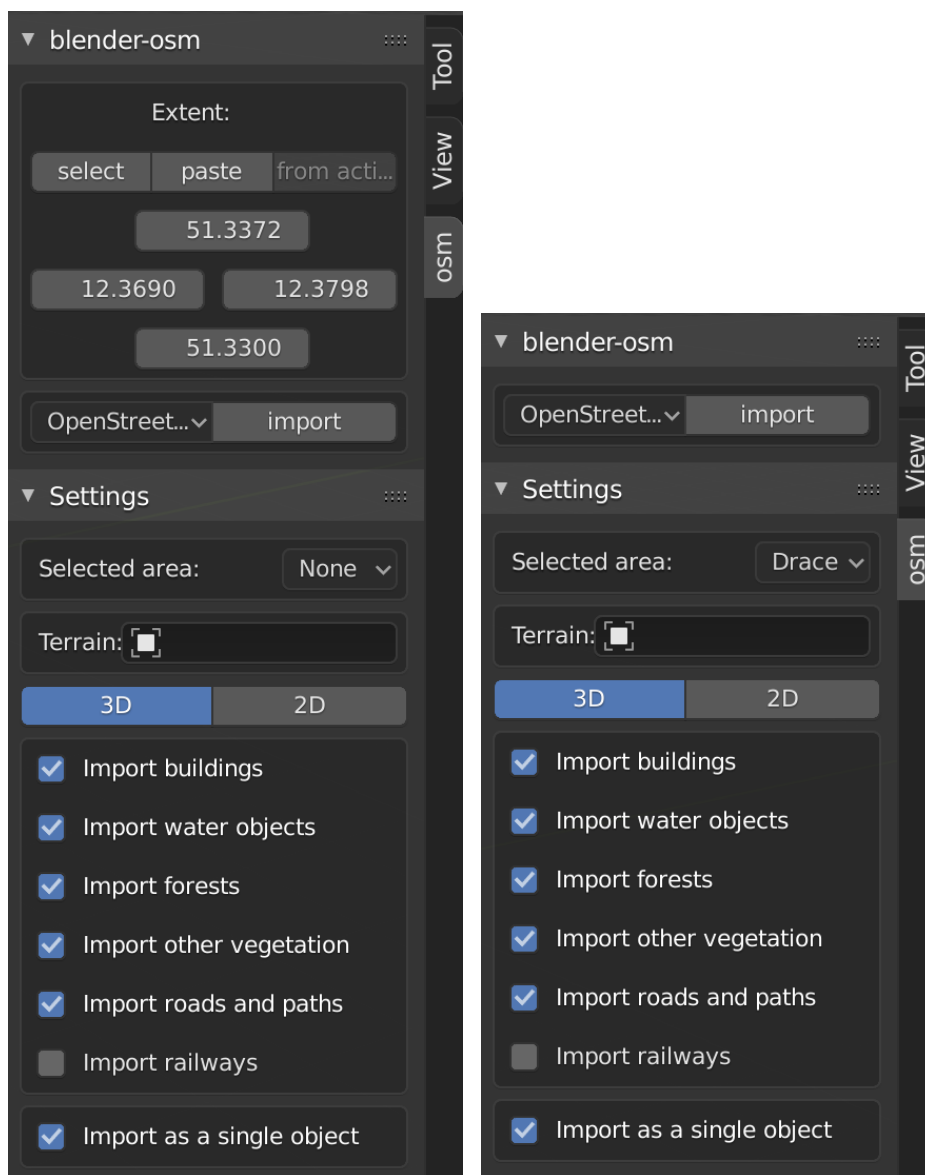 blender-osm
Extent:
select paste from acti...
51.3372
12.3690 12.3798
51.3300
OpenStreet... import
Settings
Selected area: None
Terrain:
3D 2D
Import buildings
Import water objects
Import forests
Import other vegetation
Import roads and paths
Import railways
Import as a single object
Tool
View
osm
blender-osm
OpenStreet... import
Settings
Selected area: Drace
Terrain:
3D 2D
Import buildings
Import water objects
Import forests
Import other vegetation
Import roads and paths
Import railways
Import as a single object
Tool
View
osm